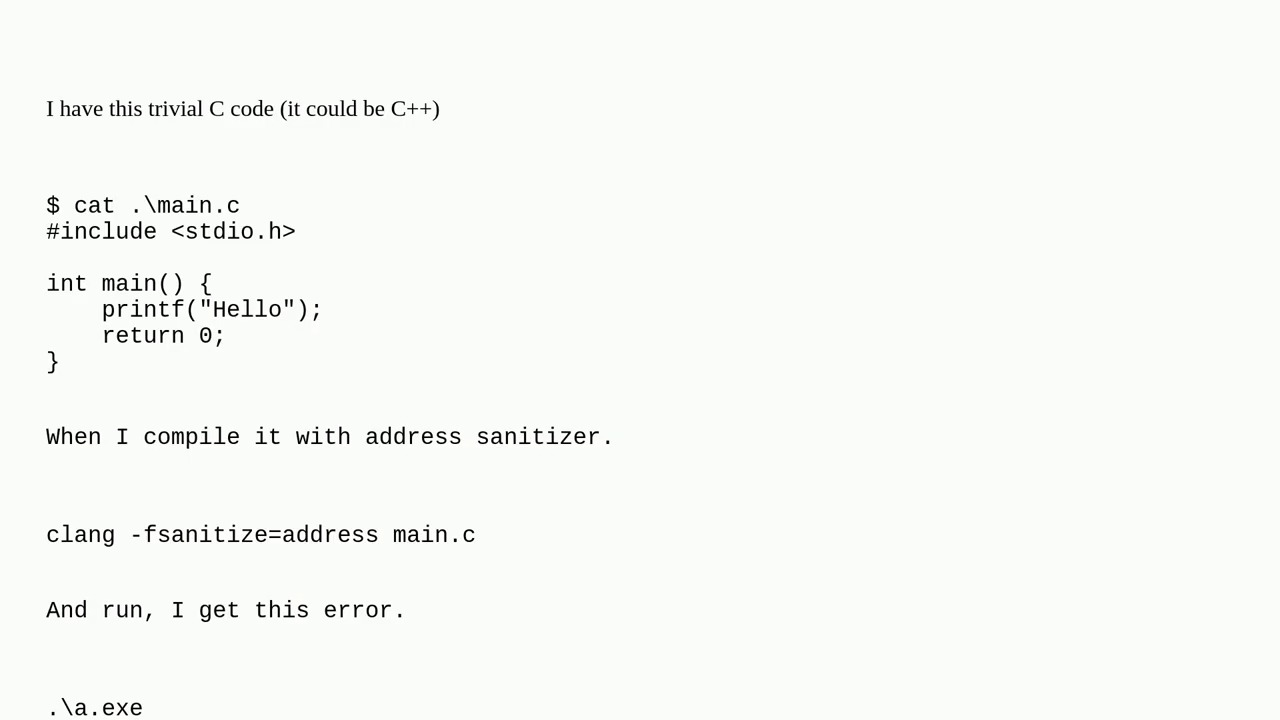 I have this trivial C code (it could be C++)
$ cat .\main.c
#include <stdio.h>
int main() {
    printf("Hello");
    return 0;
}
When I compile it with address sanitizer.
clang -fsanitize=address main.c
And run, I get this error.
.\a.exe